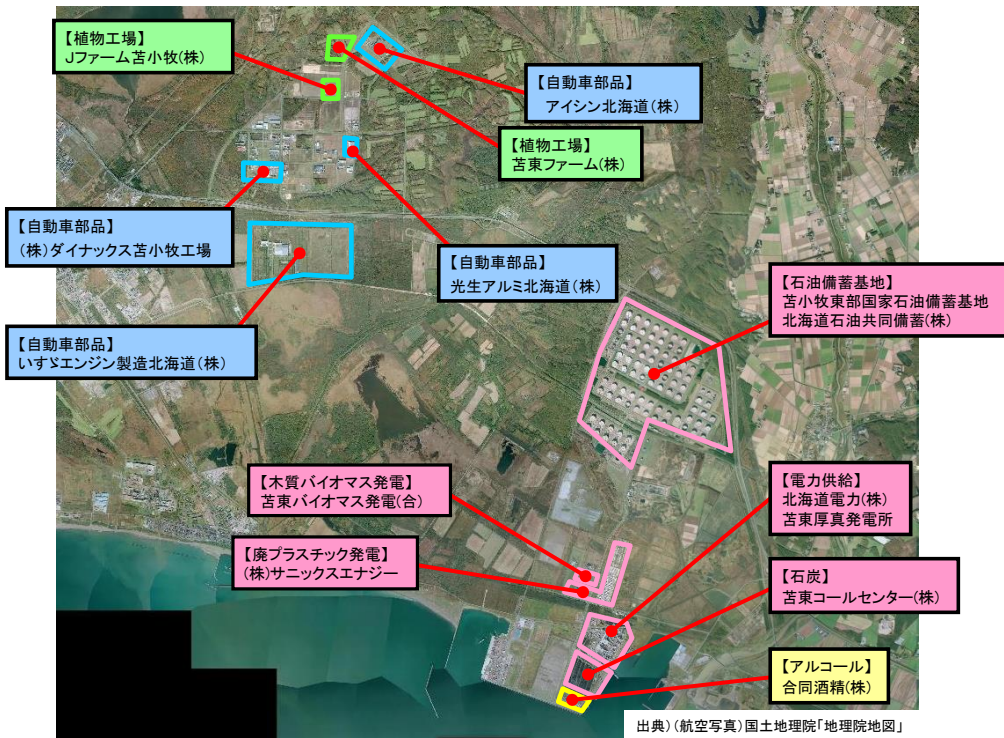 【植物工場】
Jファーム苫小牧(株)
【自動車部品】
アイシン北海道(株)
【植物工場】
苫東ファーム(株)
【自動車部品】
(株)ダイナックス苫小牧工場
【自動車部品】
光生アルミ北海道(株)
【石油備蓄基地】
苫小牧東部国家石油備蓄基地
北海道石油共同備蓄(株)
【自動車部品】
いすゞエンジン製造北海道(株)
【木質バイオマス発電】
苫東バイオマス発電(合)
【電力供給】
北海道電力(株)
苫東厚真発電所
【廃プラスチック発電】
(株)サニックスエナジー
【石炭】
苫東コールセンター(株)
【アルコール】
合同酒精(株)
出典)(航空写真)国土地理院「地理院地図」